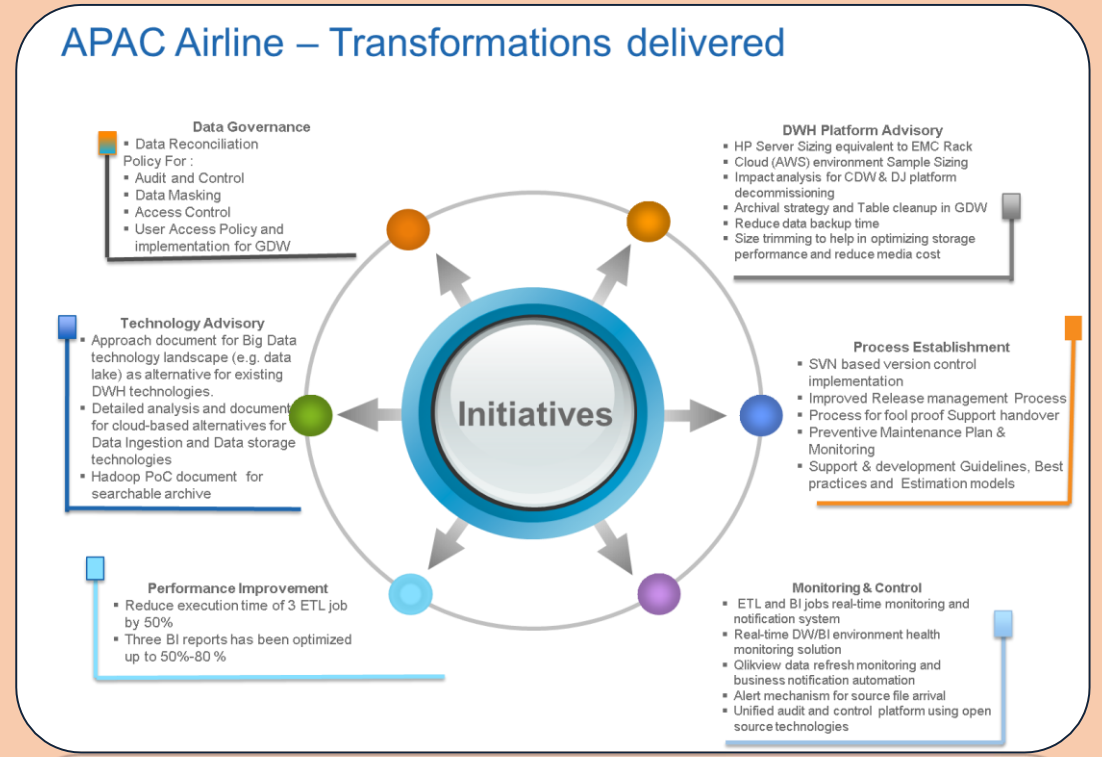 APAC Airline – Transformations delivered
Data Governance
▪ Data Reconciliation
Policy For :
▪ Audit and Control
▪ Data Masking
▪ Access Control
▪ User Access Policy and
implementation for GDW
DWH Platform Advisory
▪ HP Server Sizing equivalent to EMC Rack
▪ Cloud (AWS) environment Sample Sizing
▪ Impact analysis for CDW & DJ platform
decommissioning
▪ Archival strategy and Table cleanup in GDW
▪ Reduce data backup time
▪ Size trimming to help in optimizing storage
performance and reduce media cost
Technology Advisory
▪ Approach document for Big Data
technology landscape (e.g. data
lake) as alternative for existing
DWH technologies.
▪ Detailed analysis and document
for cloud-based alternatives for
Data Ingestion and Data storage
technologies
▪ Hadoop PoC document for
searchable archive
Initiatives
Process Establishment
▪ SVN based version control
implementation
▪ Improved Release management Process
▪ Process for fool proof Support handover
▪ Preventive Maintenance Plan &
Monitoring
▪ Support & development Guidelines, Best
practices and Estimation models
Performance Improvement
▪ Reduce execution time of 3 ETL job
by 50%
▪ Three BI reports has been optimized
up to 50%-80 %
Monitoring & Control
▪ ETL and BI jobs real-time monitoring and
notification system
▪ Real-time DW/BI environment health
monitoring solution
▪ Qlikview data refresh monitoring and
business notification automation
▪ Alert mechanism for source file arrival
▪ Unified audit and control platform using open
source technologies